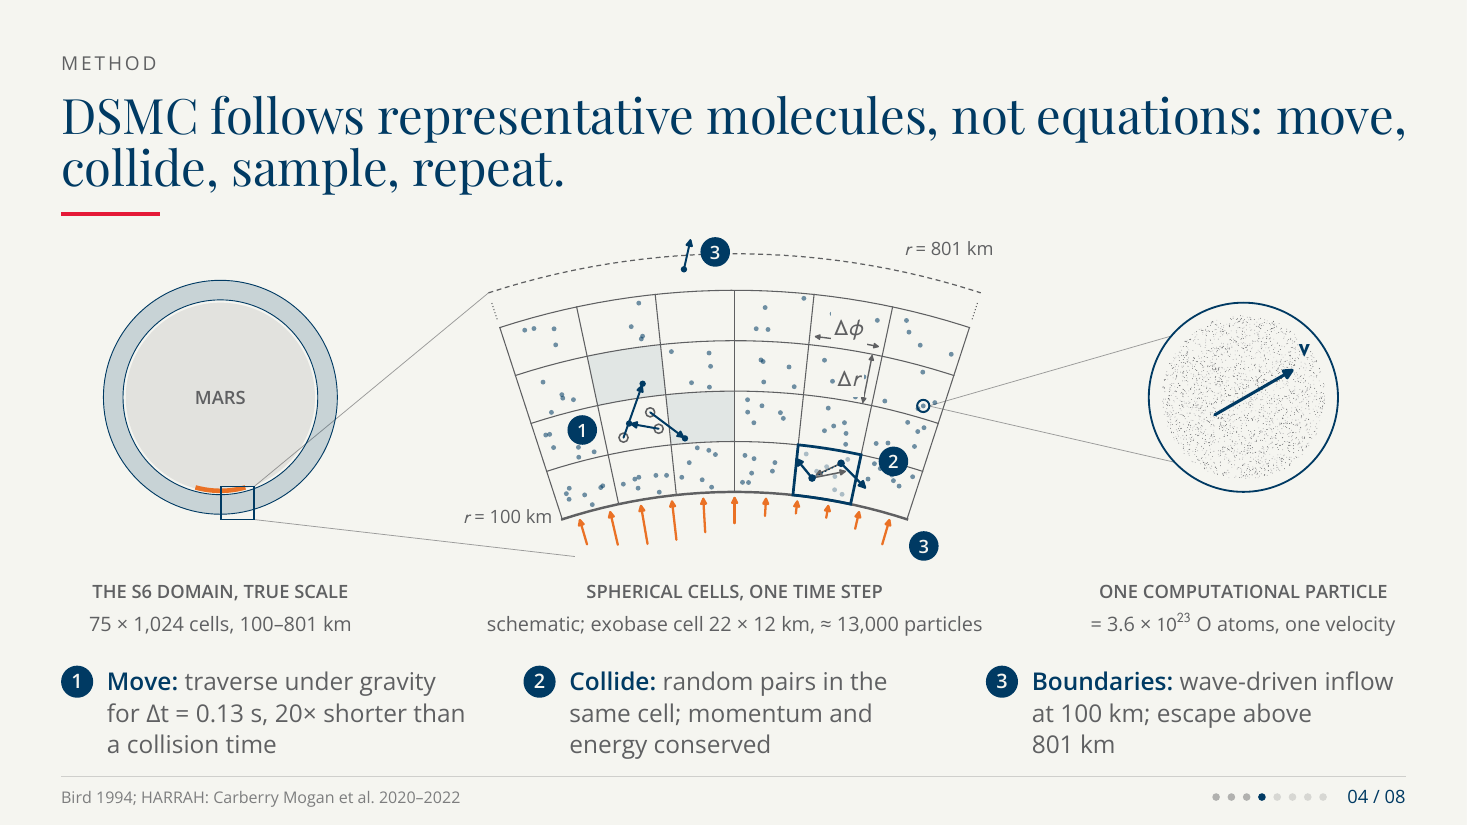 METHOD
DSMC follows representative molecules, not equations: move,
collide, sample, repeat.
3
r = 801 km
Δϕ
Δr
v
MARS
1
2
r = 100 km
3
THE S6 DOMAIN, TRUE SCALE
75 × 1,024 cells, 100–801 km
SPHERICAL CELLS, ONE TIME STEP
schematic; exobase cell 22 × 12 km, ≈ 13,000 particles
ONE COMPUTATIONAL PARTICLE
= 3.6 × 10²³ O atoms, one velocity
1 Move: traverse under gravity
for Δt = 0.13 s, 20× shorter than
a collision time
2 Collide: random pairs in the
same cell; momentum and
energy conserved
3 Boundaries: wave-driven inflow
at 100 km; escape above
801 km
Bird 1994; HARRAH: Carberry Mogan et al. 2020–2022
04 / 08